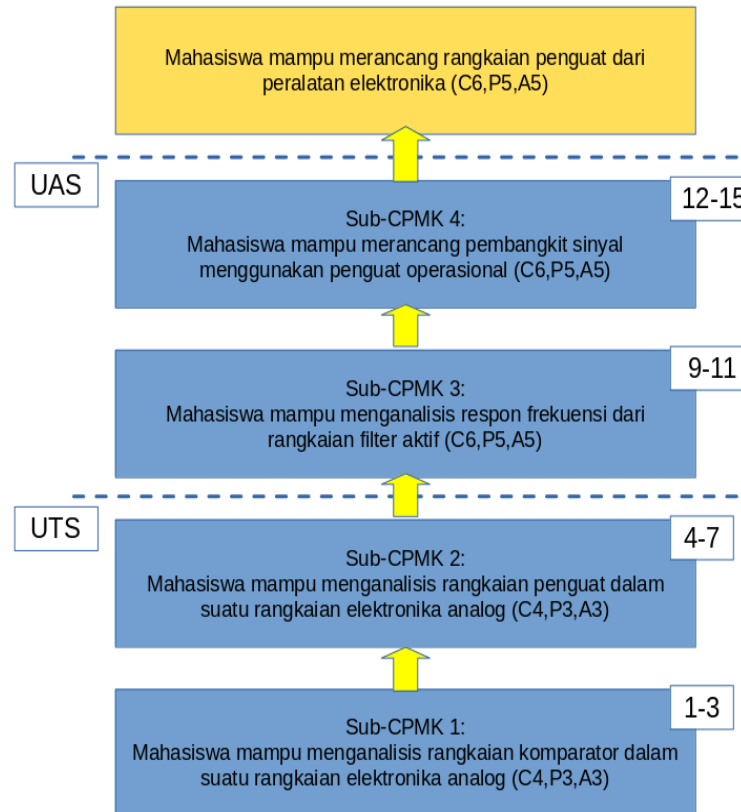 Mahasiswa mampu merancang rangkaian penguat dari
peralatan elektronika (C6,P5,A5)
UAS
12-15
Sub-CPMK 4:
Mahasiswa mampu merancang pembangkit sinyal
menggunakan penguat operasional (C6,P5,A5)
9-11
Sub-CPMK 3:
Mahasiswa mampu menganalisis respon frekuensi dari
rangkaian filter aktif (C6,P5,A5)
UTS
4-7
Sub-CPMK 2:
Mahasiswa mampu menganalisis rangkaian penguat dalam
suatu rangkaian elektronika analog (C4,P3,A3)
1-3
Sub-CPMK 1:
Mahasiswa mampu menganalisis rangkaian komparator dalam
suatu rangkaian elektronika analog (C4,P3,A3)